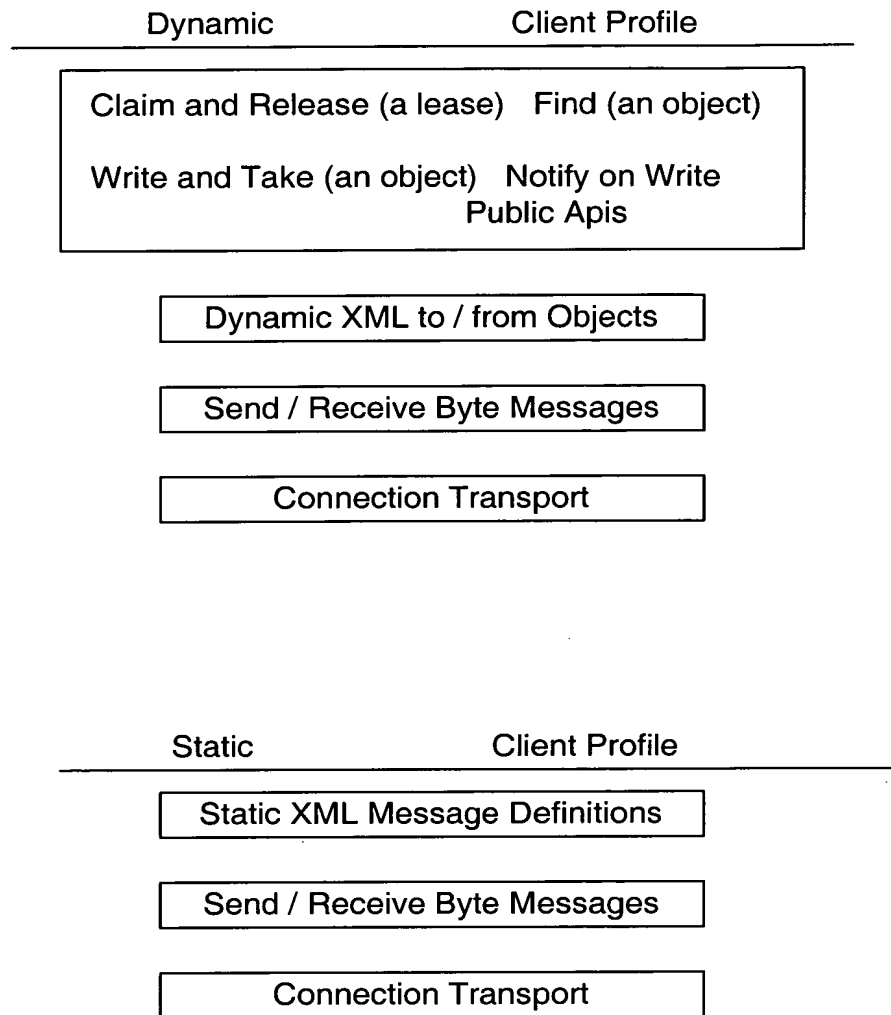 Dynamic Client Profile
Claim and Release (a lease) Find (an object)
Write and Take (an object) Notify on Write
Public Apis
Dynamic XML to / from Objects
Send / Receive Byte Messages
Connection Transport
Static Client Profile
Static XML Message Definitions
Send / Receive Byte Messages
Connection Transport